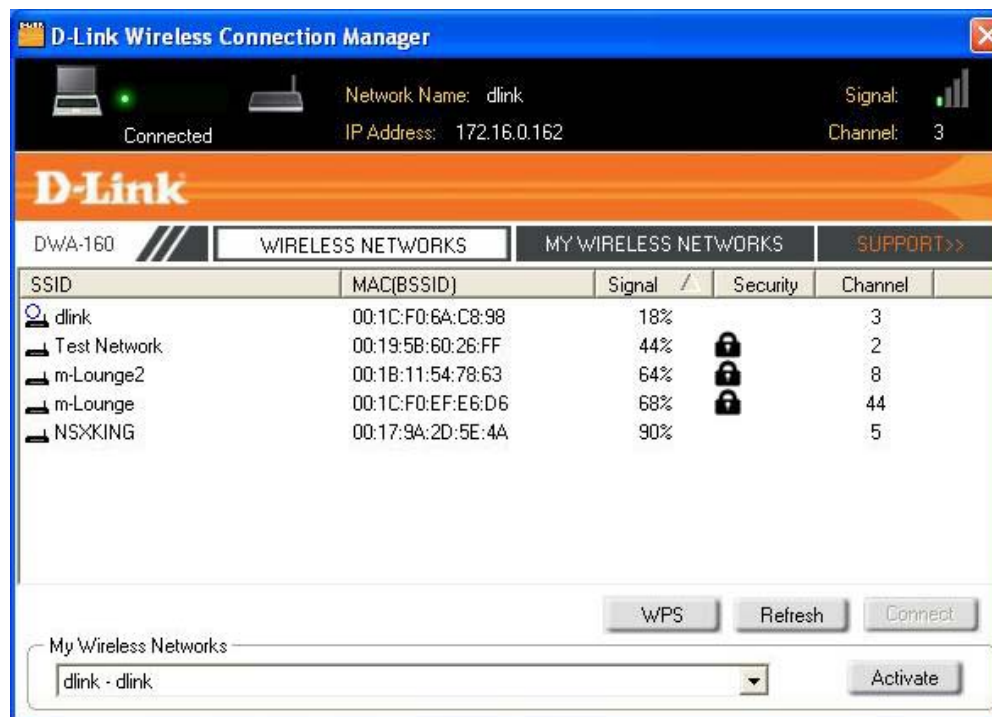 D-Link Wireless Connection Manager
Network Name: dlink Signal:
Connected IP Address: 172.16.0.162 Channel: 3
D-Link
DWA-160 WIRELESS NETWORKS MY WIRELESS NETWORKS SUPPORT>>
SSID MAC(BSSID) Signal Security Channel
dlink 00:1C:F0:6A:C8:98 18% 3
Test Network 00:19:5B:60:26:FF 44% 2
m-Lounge2 00:1B:11:54:78:63 64% 8
m-Lounge 00:1C:F0:EF:E6:D6 68% 44
NSXKING 00:17:9A:2D:5E:4A 90% 5
WPS Refresh Connect
My Wireless Networks
dlink - dlink Activate